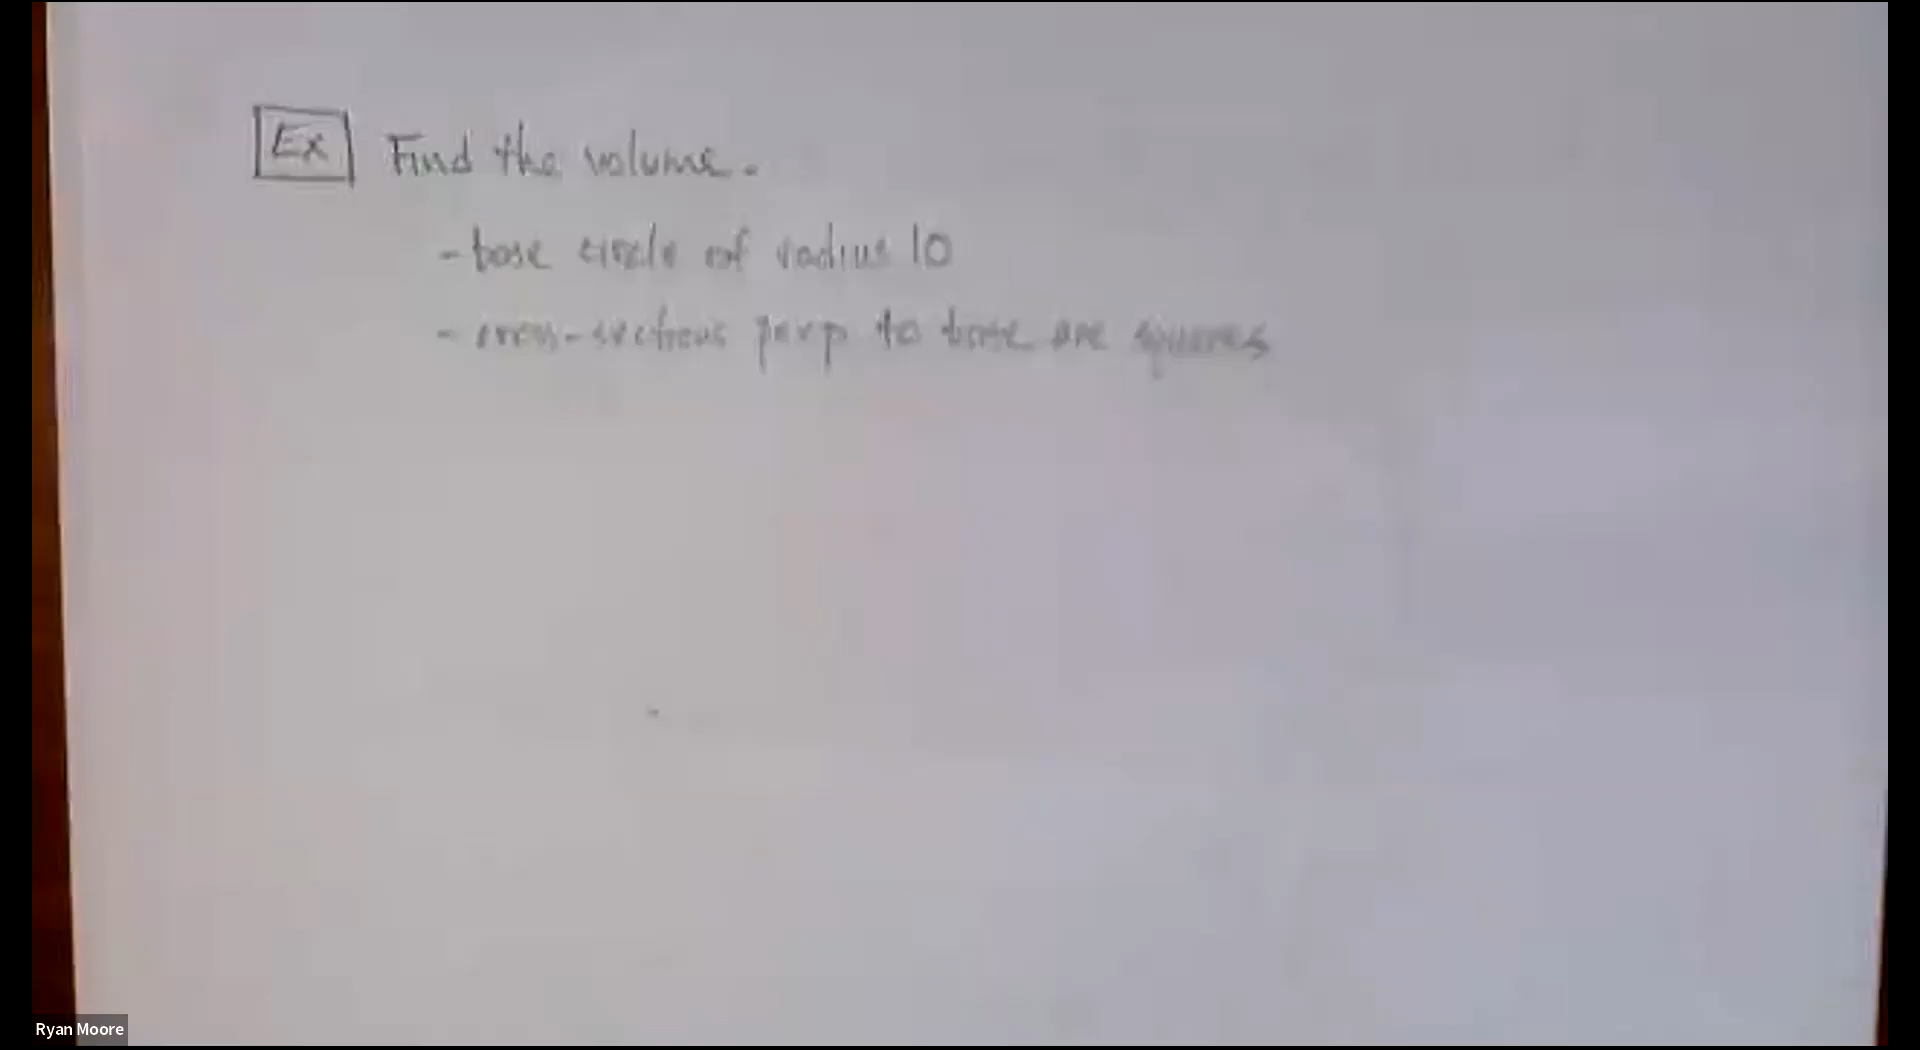 Ex Find the volume.
- base circle of radius 10
- cross-sections perp to base are squares
Ryan Moore